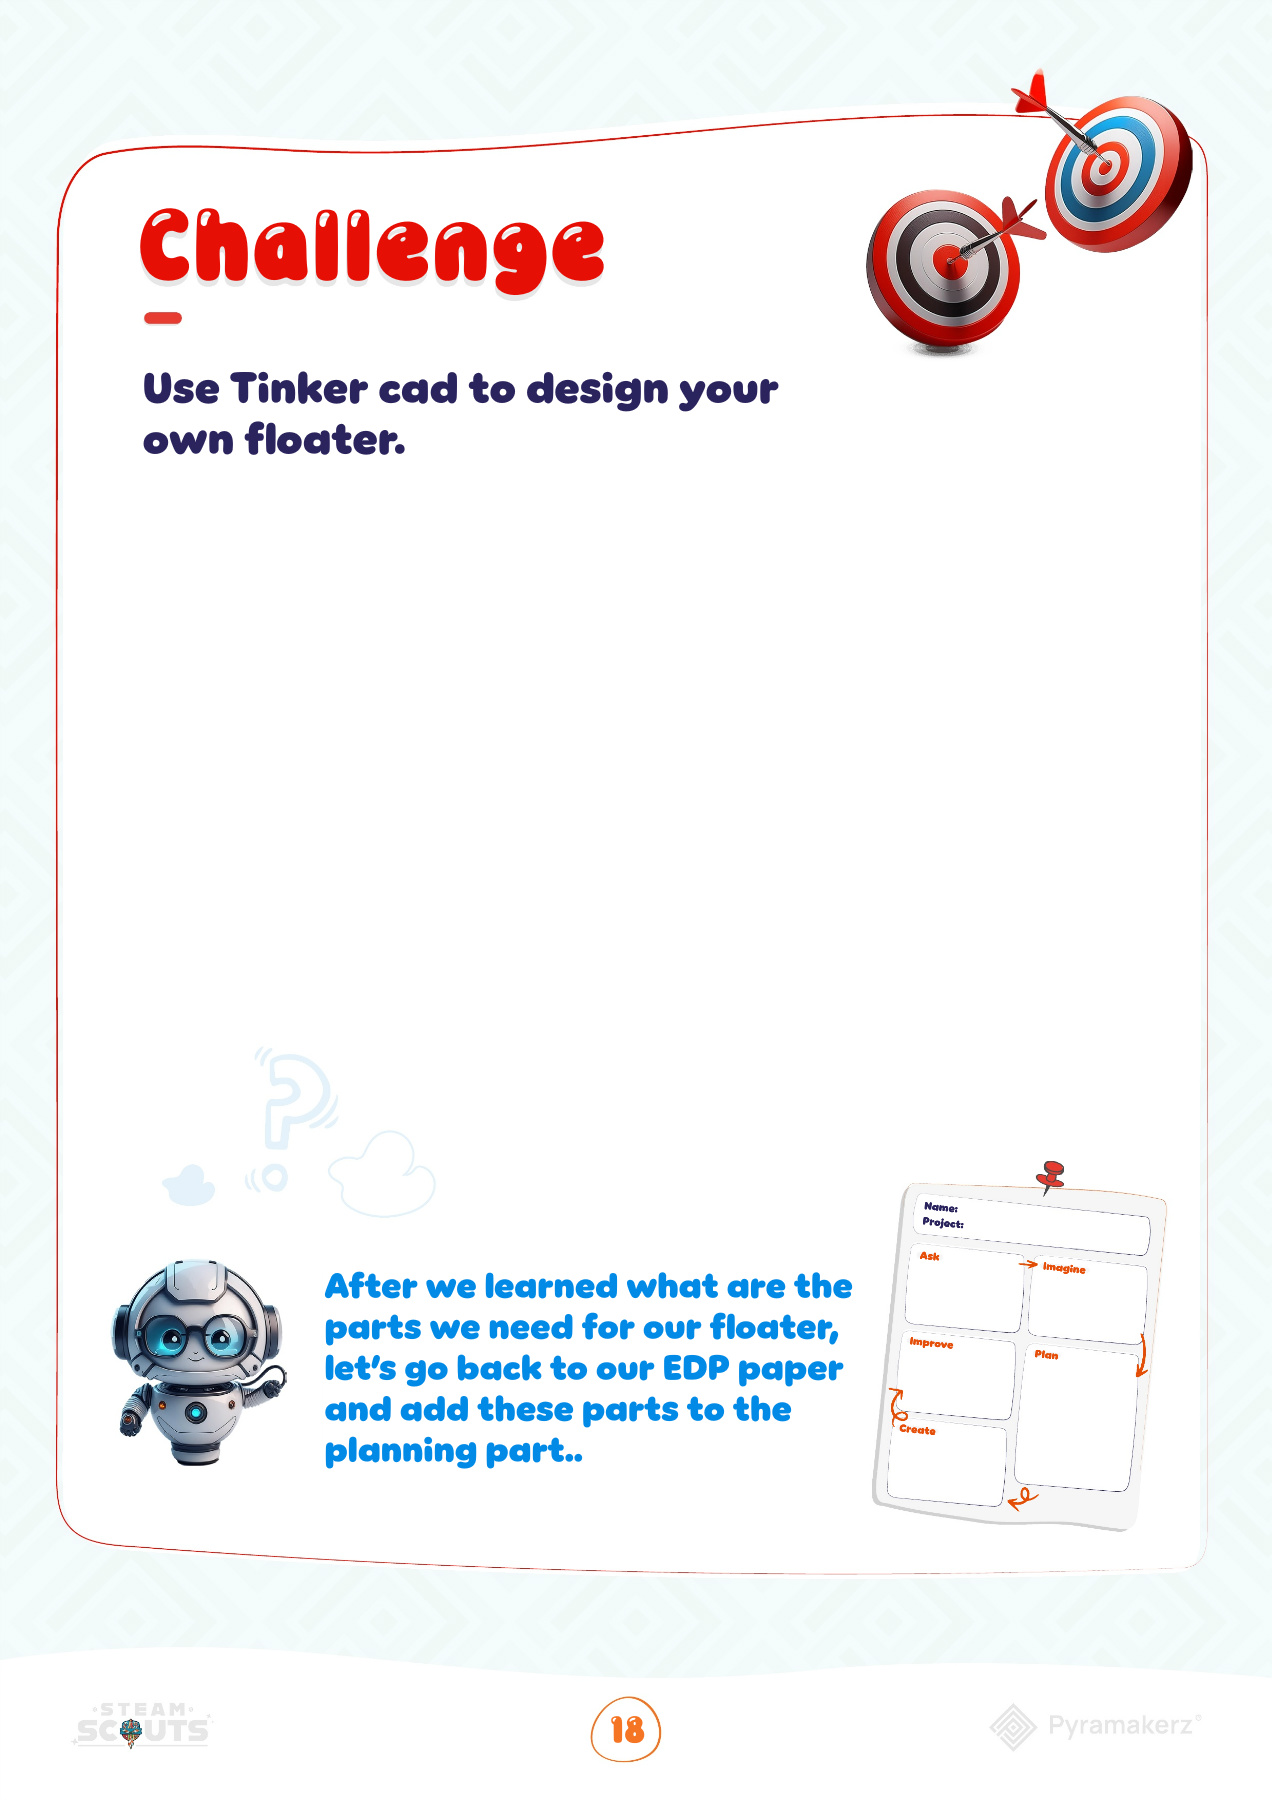 Challenge
Use Tinker cad to design your
own floater.
?
After we learned what are the
parts we need for our floater,
let's go back to our EDP paper
and add these parts to the
planning part..
Name:
Project:
Ask
Imagine
Improve
Plan
Create
STEAM
SCOUTS
18
Pyramakerz